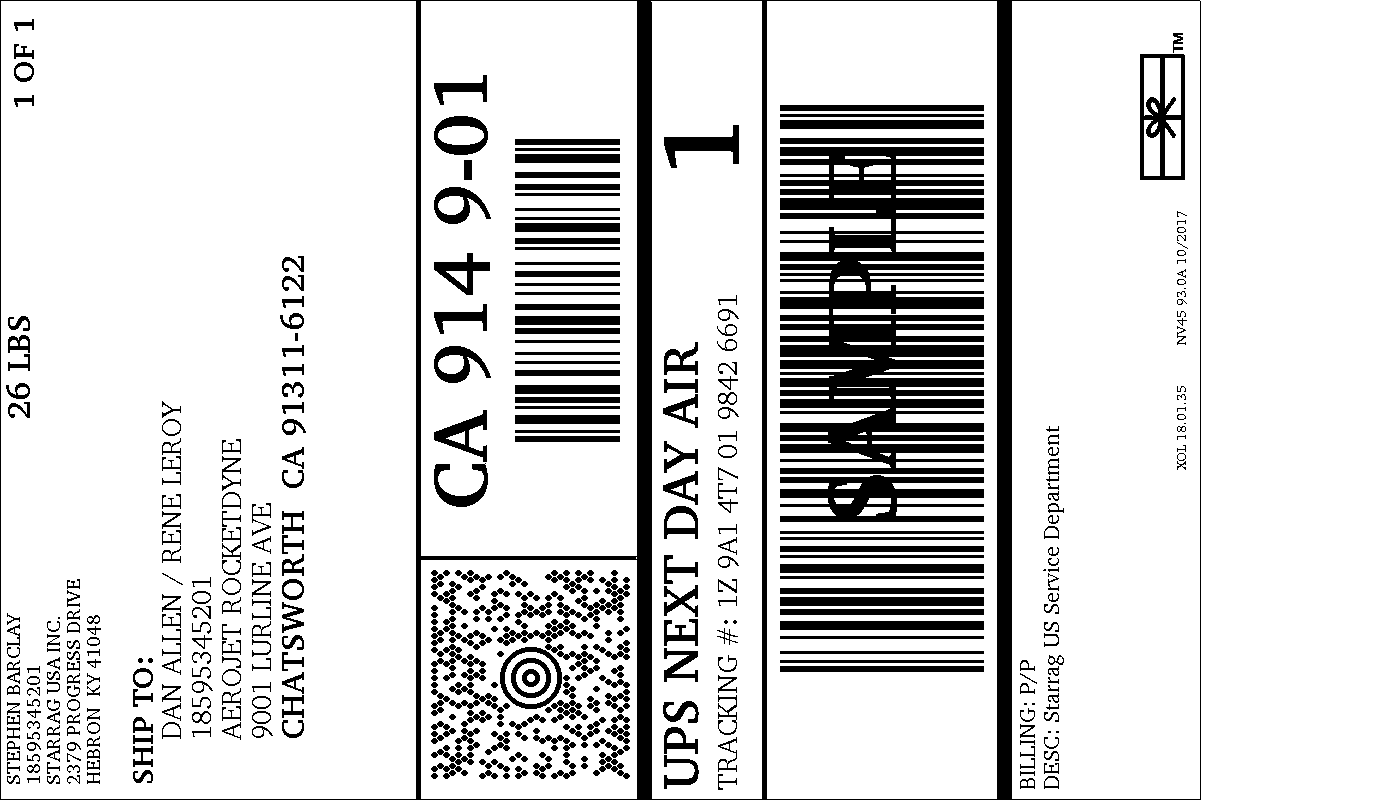 STEPHEN BARCLAY
18595345201
STARRAG USA INC.
2379 PROGRESS DRIVE
HEBRON KY 41048
26 LBS
1 OF 1
SHIP TO:
DAN ALLEN / RENE LEROY
18595345201
AEROJET ROCKETDYNE
9001 LURLINE AVE
CHATSWORTH CA 91311-6122
CA 914 9-01
UPS NEXT DAY AIR
1
TRACKING #: 1Z 9A1 4T7 01 9842 6691
SAMPLE
BILLING: P/P
DESC: Starrag US Service Department
XOL 18.01.35 NV45 93.0A 10/2017
TM